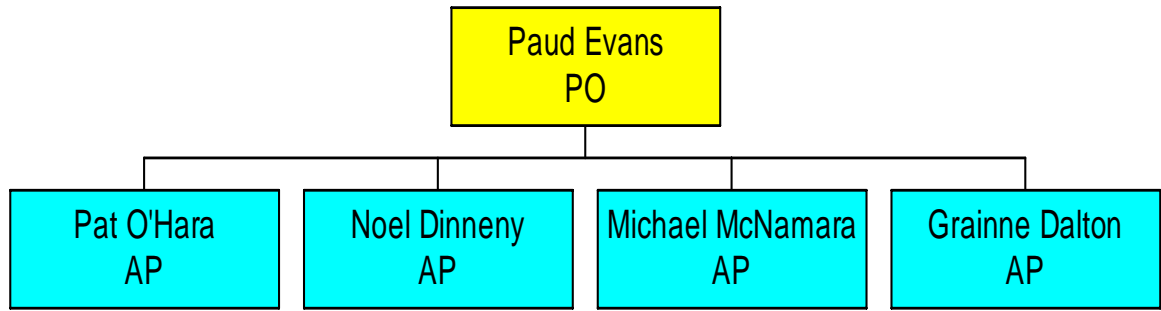 Paud Evans
PO
Pat O'Hara
AP
Noel Dinneny
AP
Michael McNamara
AP
Grainne Dalton
AP